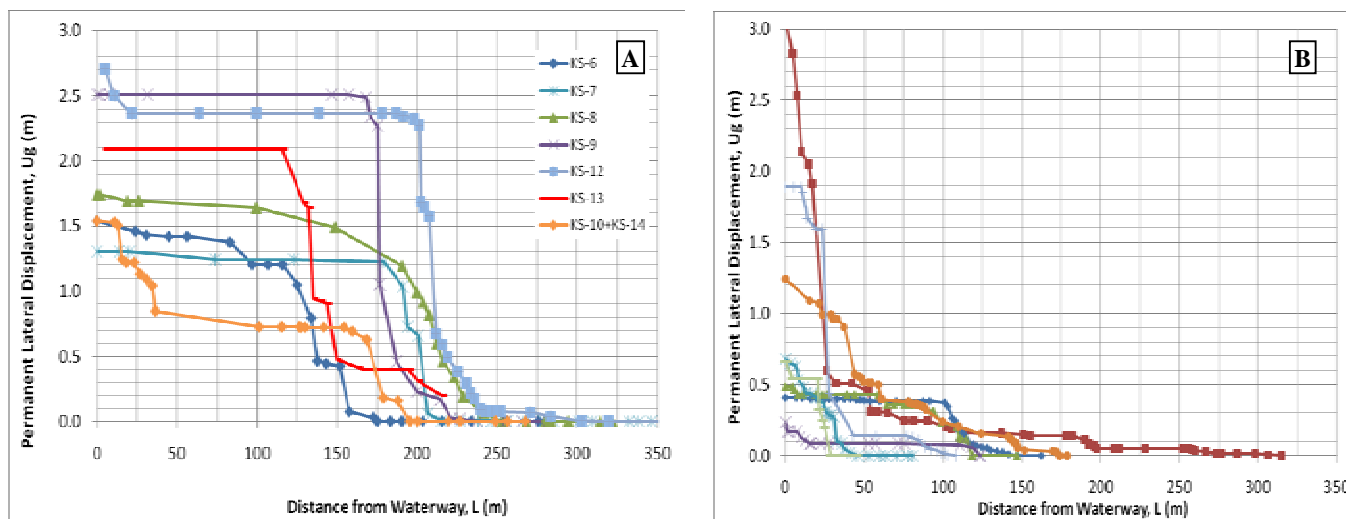 A
3.0
2.5
2.0
1.5
1.0
0.5
0.0
0 50 100 150 200 250 300 350
Permanent Lateral Displacement, Ug (m)
Distance from Waterway, L (m)
KS-6
KS-7
KS-8
KS-9
KS-12
KS-13
KS-10+KS-14
B
3.0
2.5
2.0
1.5
1.0
0.5
0.0
0 50 100 150 200 250 300 350
Permanent Lateral Displacement, Ug (m)
Distance from Waterway, L (m)